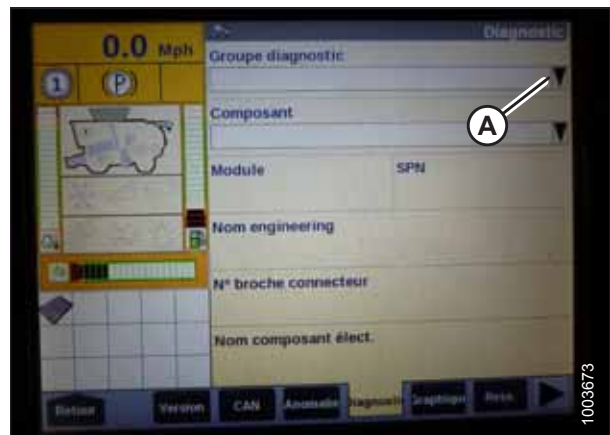 0.0 Mph
Diagnostic
Groupe diagnostic
1
P
Composant
A
Module
SPN
Nom engineering
N° broche connecteur
Nom composant élect.
Retour
Version
CAN
Anomalie
Diagnostic
Graphique
Ress.
1003673